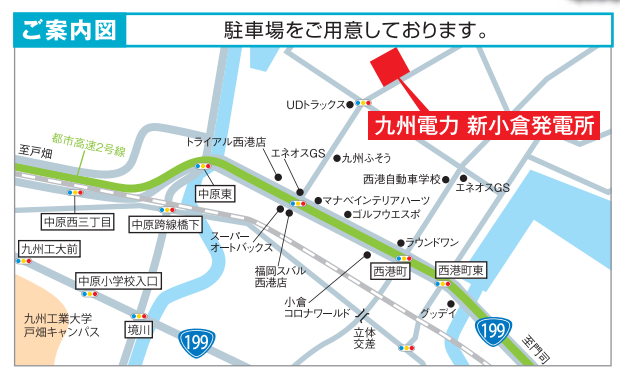 ご案内図
駐車場をご用意しております。
UDトラックス
九州電力 新小倉発電所
都市高速2号線
至戸畑
トライアル西港店
エネオスGS
九州ふそう
西港自動車学校
エネオスGS
中原東
マナベインテリアハーツ
ゴルフウエスポ
中原西三丁目
中原跨線橋下
スーパー
オートバックス
ラウンドワン
九州工大前
福岡スバル
西港店
西港町
西港町東
中原小学校入口
小倉
コロナワールド
グッデイ
九州工業大学
戸畑キャンパス
境川
199
立体
交差
199
至門司